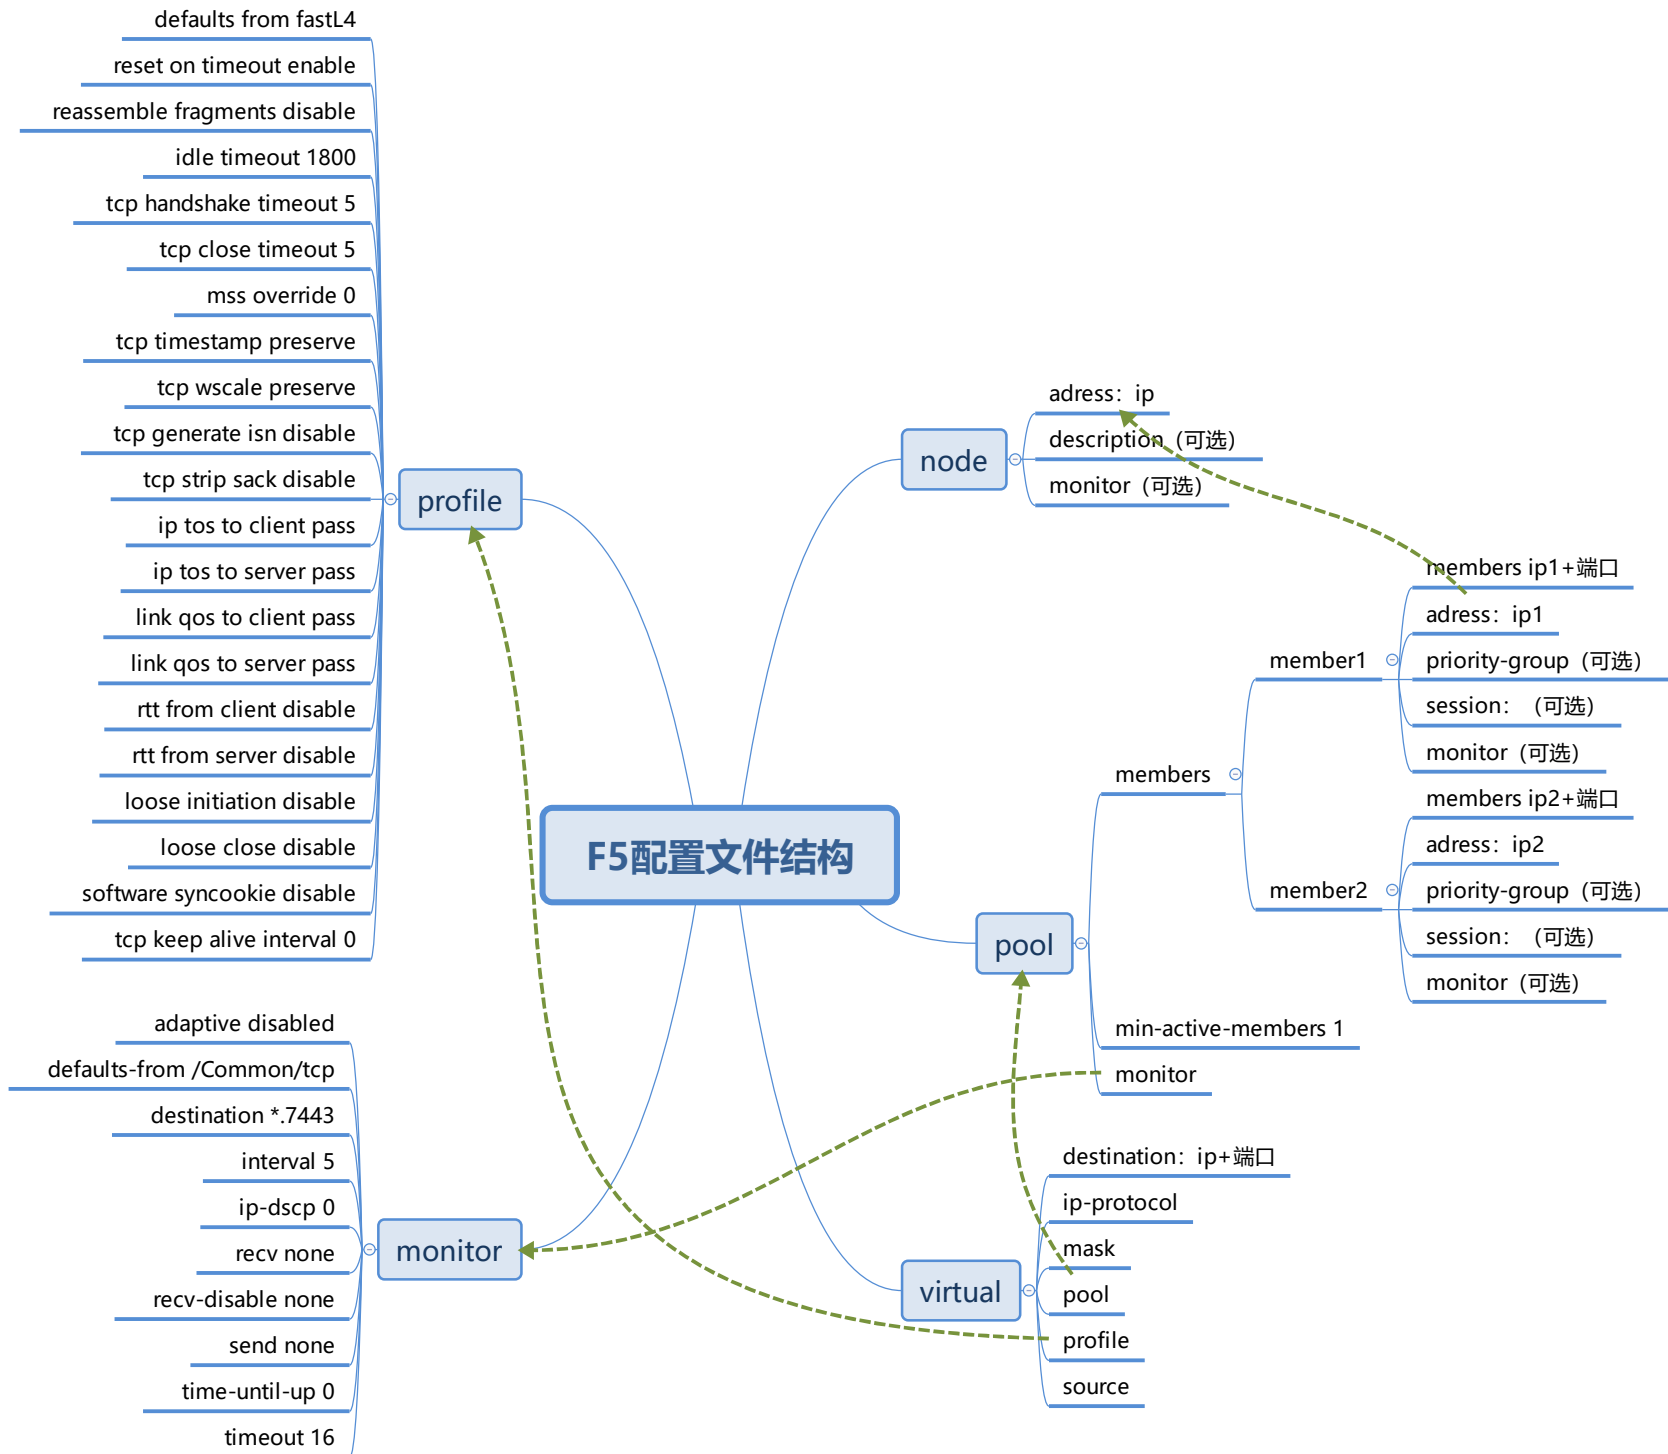 F5配置文件结构
profile
defaults from fastL4
reset on timeout enable
reassemble fragments disable
idle timeout 1800
tcp handshake timeout 5
tcp close timeout 5
mss override 0
tcp timestamp preserve
tcp wscale preserve
tcp generate isn disable
tcp strip sack disable
ip tos to client pass
ip tos to server pass
link qos to client pass
link qos to server pass
rtt from client disable
rtt from server disable
loose initiation disable
loose close disable
software syncookie disable
tcp keep alive interval 0
monitor
adaptive disabled
defaults-from /Common/tcp
destination *.7443
interval 5
ip-dscp 0
recv none
recv-disable none
send none
time-until-up 0
timeout 16
node
adress：ip
description（可选）
monitor（可选）
pool
members
member1
members ip1+端口
adress：ip1
priority-group（可选）
session：（可选）
monitor（可选）
member2
members ip2+端口
adress：ip2
priority-group（可选）
session：（可选）
monitor（可选）
min-active-members 1
monitor
virtual
destination：ip+端口
ip-protocol
mask
pool
profile
source